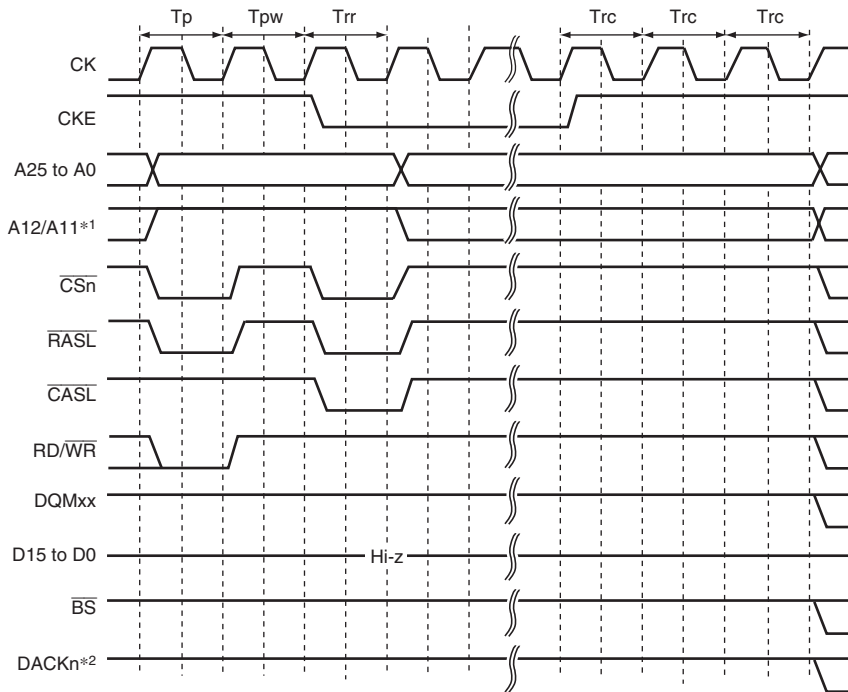 Tp Tpw Trr Trc Trc Trc
CK
CKE
A25 to A0
A12/A11*1
CSn
RASL
CASL
RD/WR
DQMxx
D15 to D0 Hi-z
BS
DACKn*2